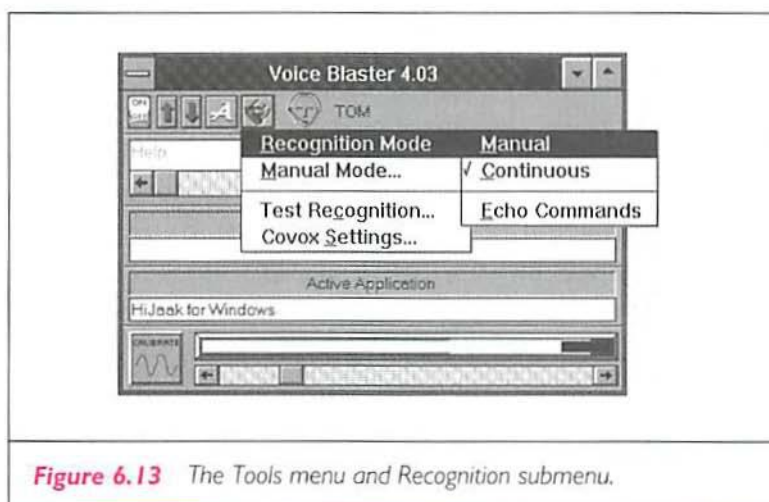 Voice Blaster 4.03
ON
OFF
A
TOM
Help
Recognition Mode
Manual Mode...
Test Recognition...
Covox Settings...
Manual
√ Continuous
Echo Commands
Active Application
HiJaak for Windows
CALIBRATE
Figure 6.13 The Tools menu and Recognition submenu.